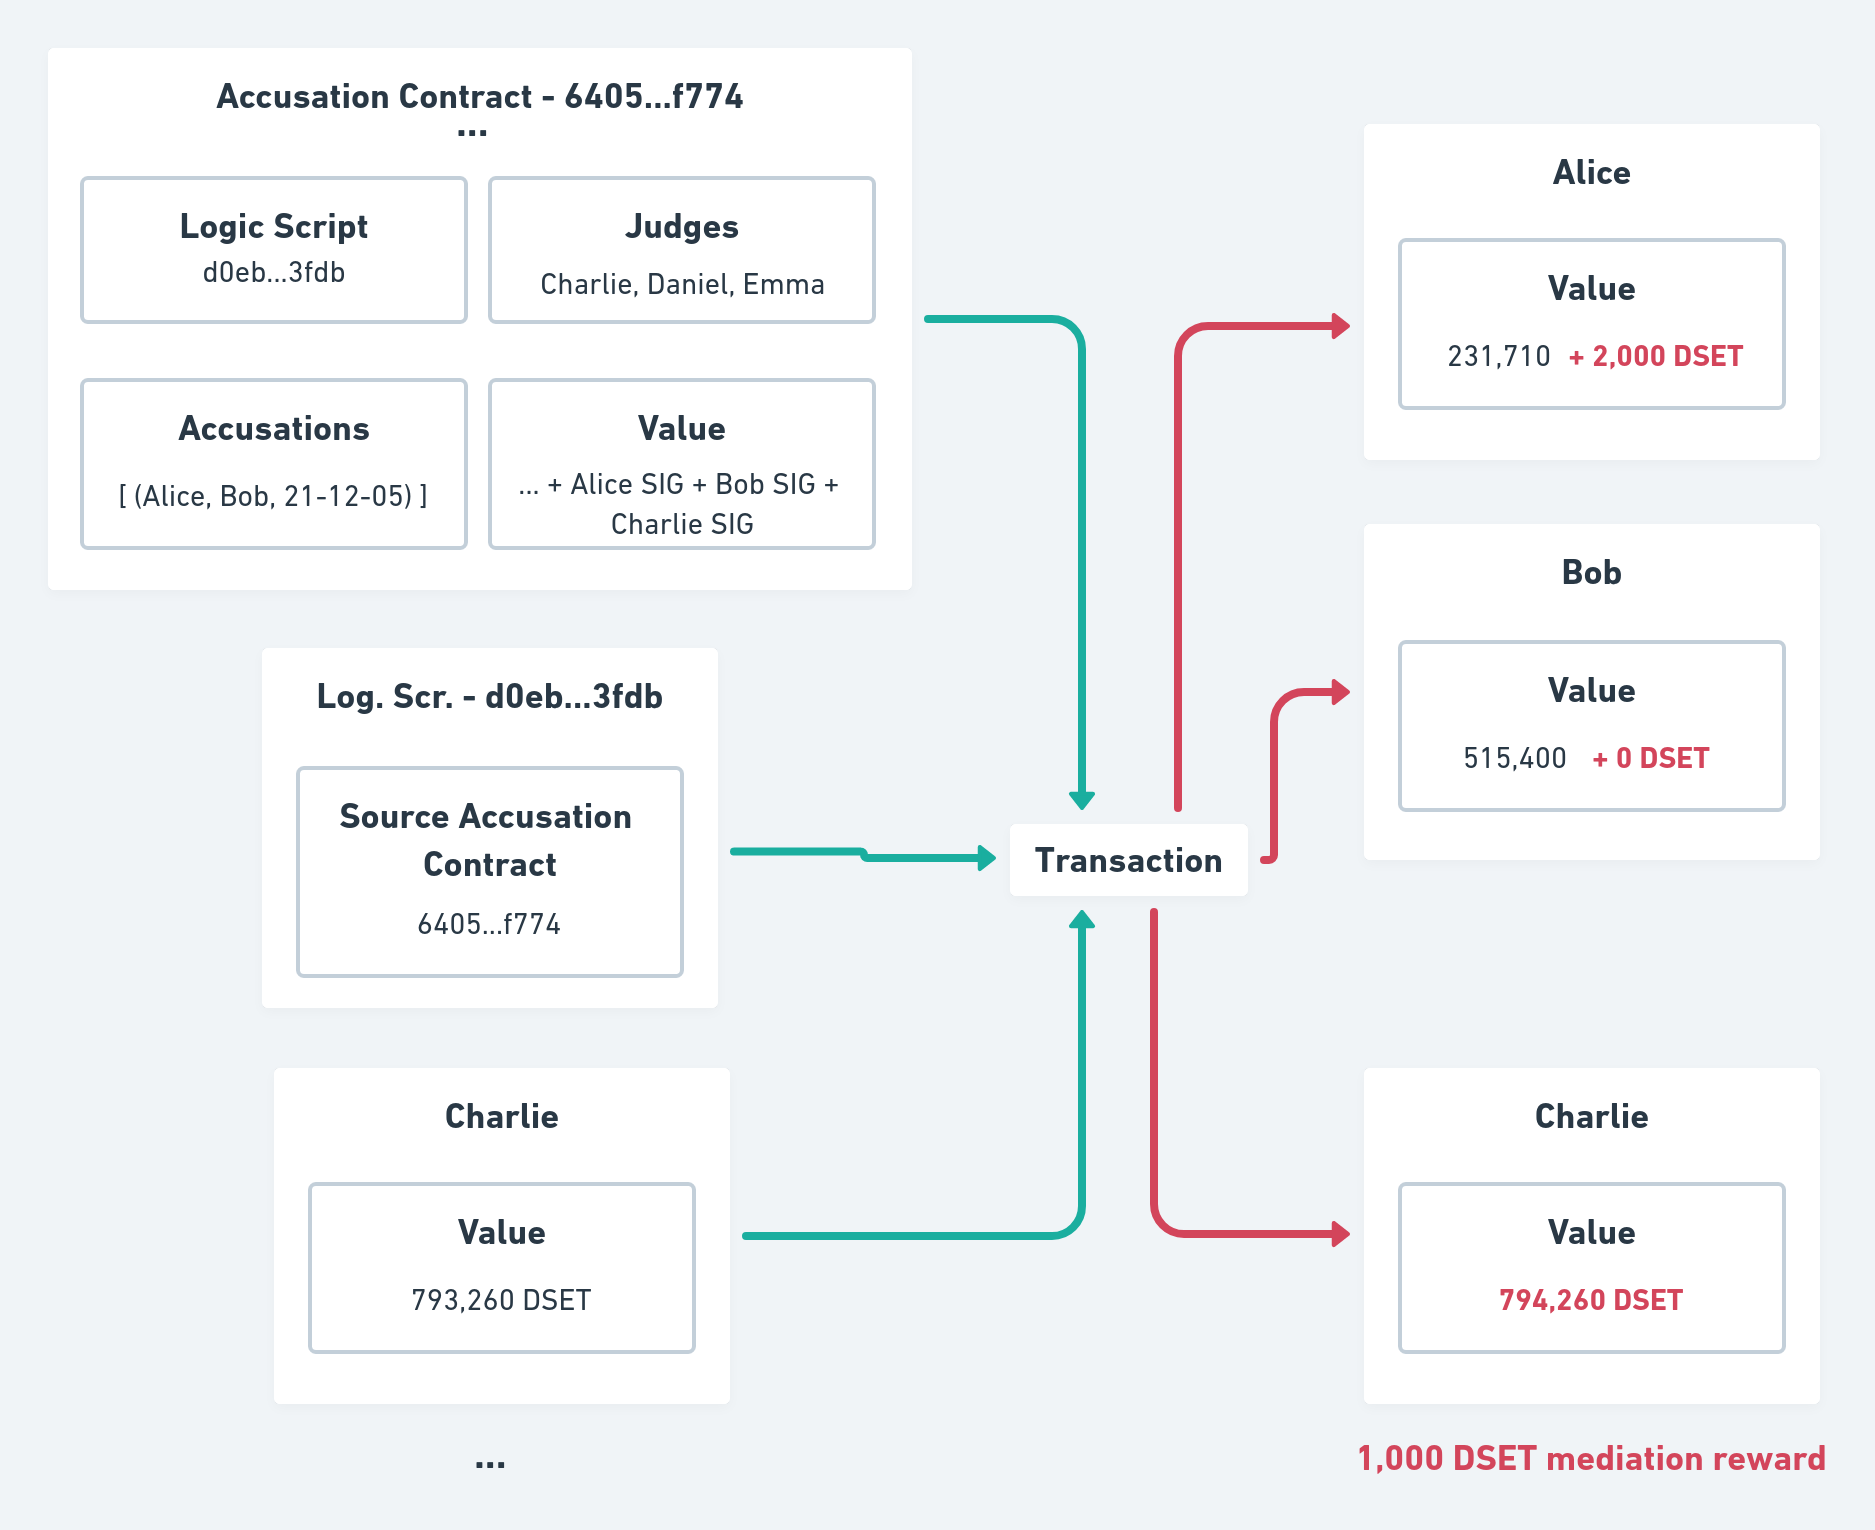 Accusation Contract - 6405...f774
...
Logic Script
d0eb...3fdb
Judges
Charlie, Daniel, Emma
Accusations
[ (Alice, Bob, 21-12-05) ]
Value
... + Alice SIG + Bob SIG +
Charlie SIG
Log. Scr. - d0eb...3fdb
Source Accusation
Contract
6405...f774
Charlie
Value
793,260 DSET
...
Transaction
Alice
Value
231,710 + 2,000 DSET
Bob
Value
515,400 + 0 DSET
Charlie
Value
794,260 DSET
1,000 DSET mediation reward